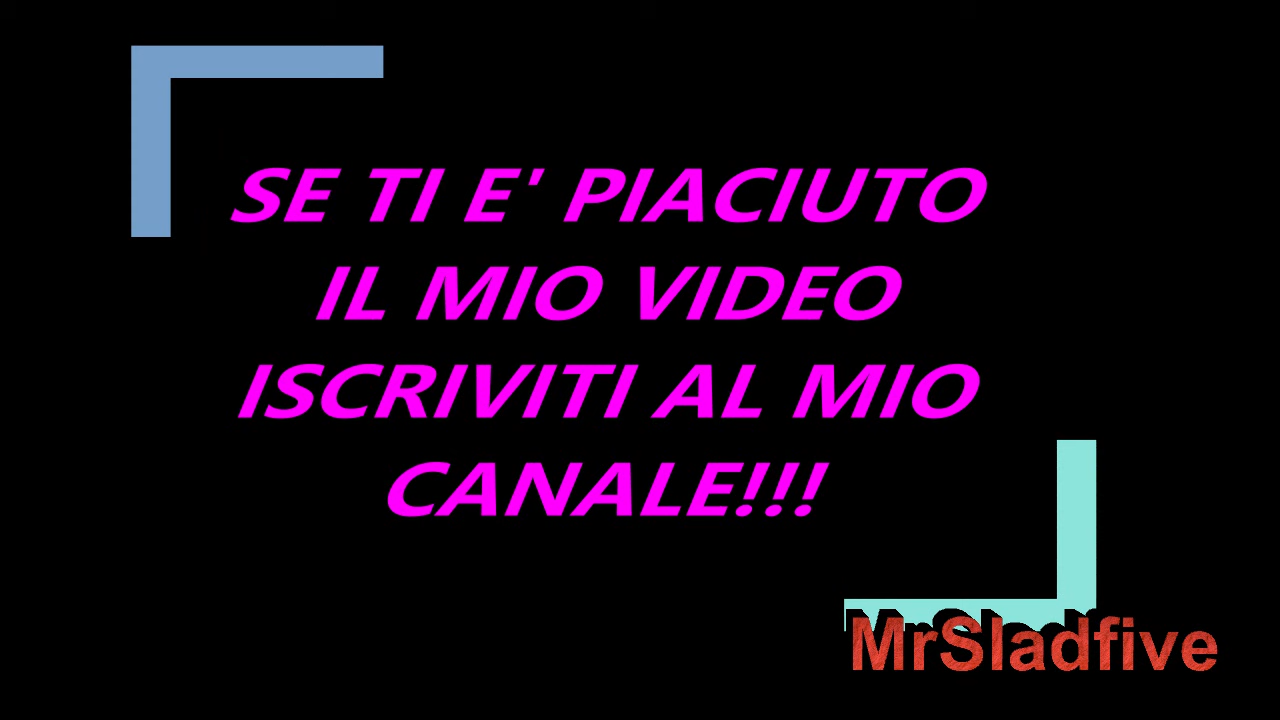 SE TI E' PIACIUTO
IL MIO VIDEO
ISCRIVITI AL MIO
CANALE!!!
MrSladfive